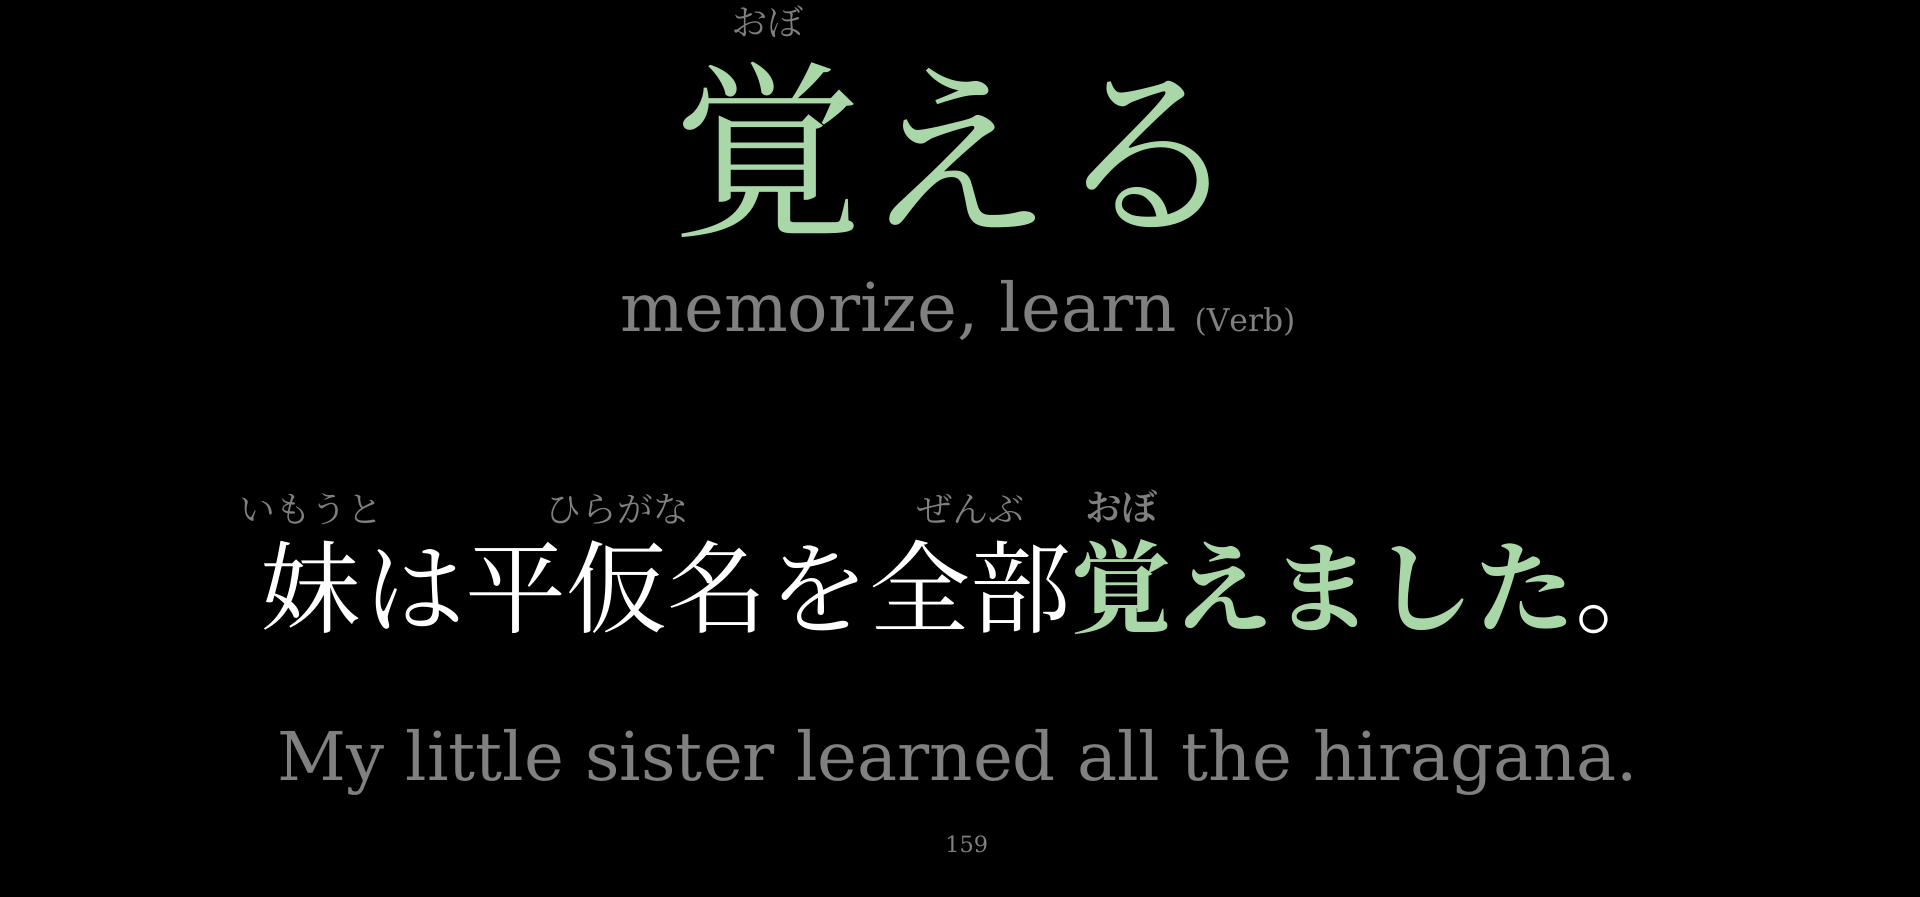 おぼ
覚える
memorize, learn (Verb)
いもうと ひらがな ぜんぶ おぼ
妹は平仮名を全部覚えました。
My little sister learned all the hiragana.
159